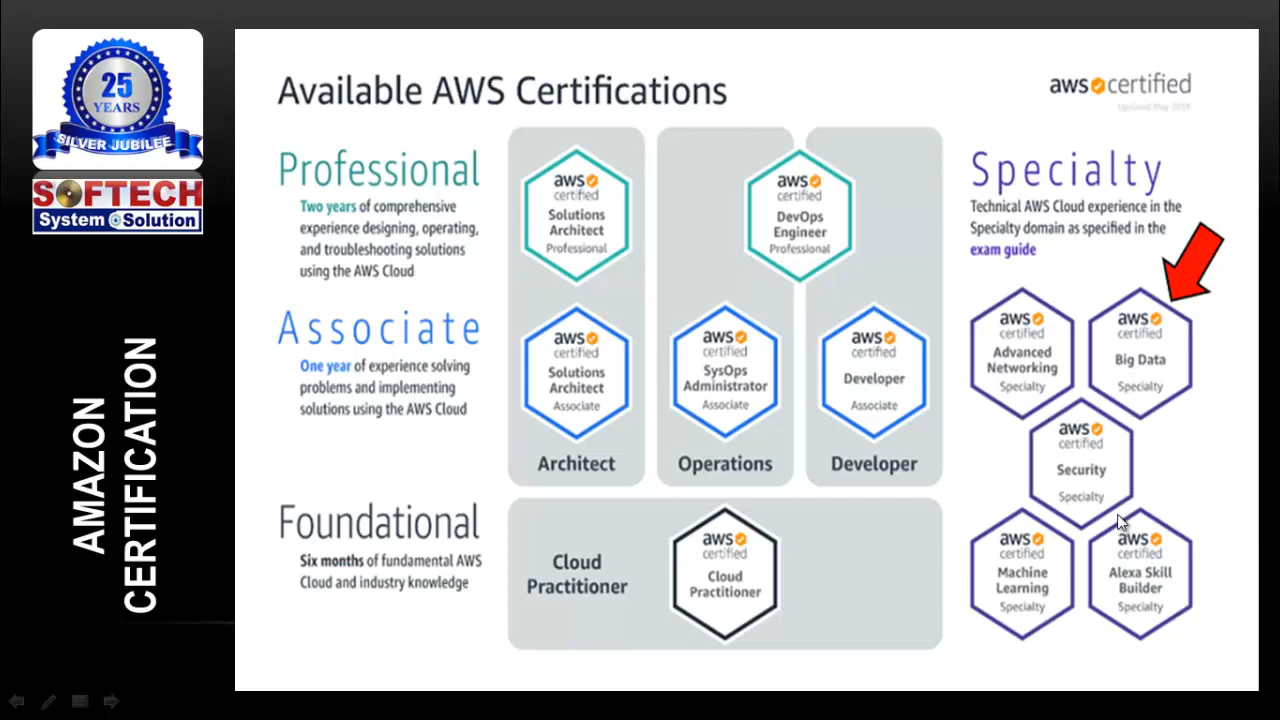 25
YEARS
SILVER JUBILEE
SOFTECH
System Solution
AMAZON
CERTIFICATION
Available AWS Certifications
aws certified
Updated May 2019
Professional
Two years of comprehensive
experience designing, operating,
and troubleshooting solutions
using the AWS Cloud
aws
certified
Solutions
Architect
Professional
aws
certified
DevOps
Engineer
Professional
Associate
One year of experience solving
problems and implementing
solutions using the AWS Cloud
aws
certified
Solutions
Architect
Associate
aws
certified
SysOps
Administrator
Associate
aws
certified
Developer
Associate
Architect
Operations
Developer
Foundational
Six months of fundamental AWS
Cloud and industry knowledge
Cloud
Practitioner
aws
certified
Cloud
Practitioner
Specialty
Technical AWS Cloud experience in the
Specialty domain as specified in the
exam guide
aws
certified
Advanced
Networking
Specialty
aws
certified
Big Data
Specialty
aws
certified
Security
Specialty
aws
certified
Machine
Learning
Specialty
aws
certified
Alexa Skill
Builder
Specialty